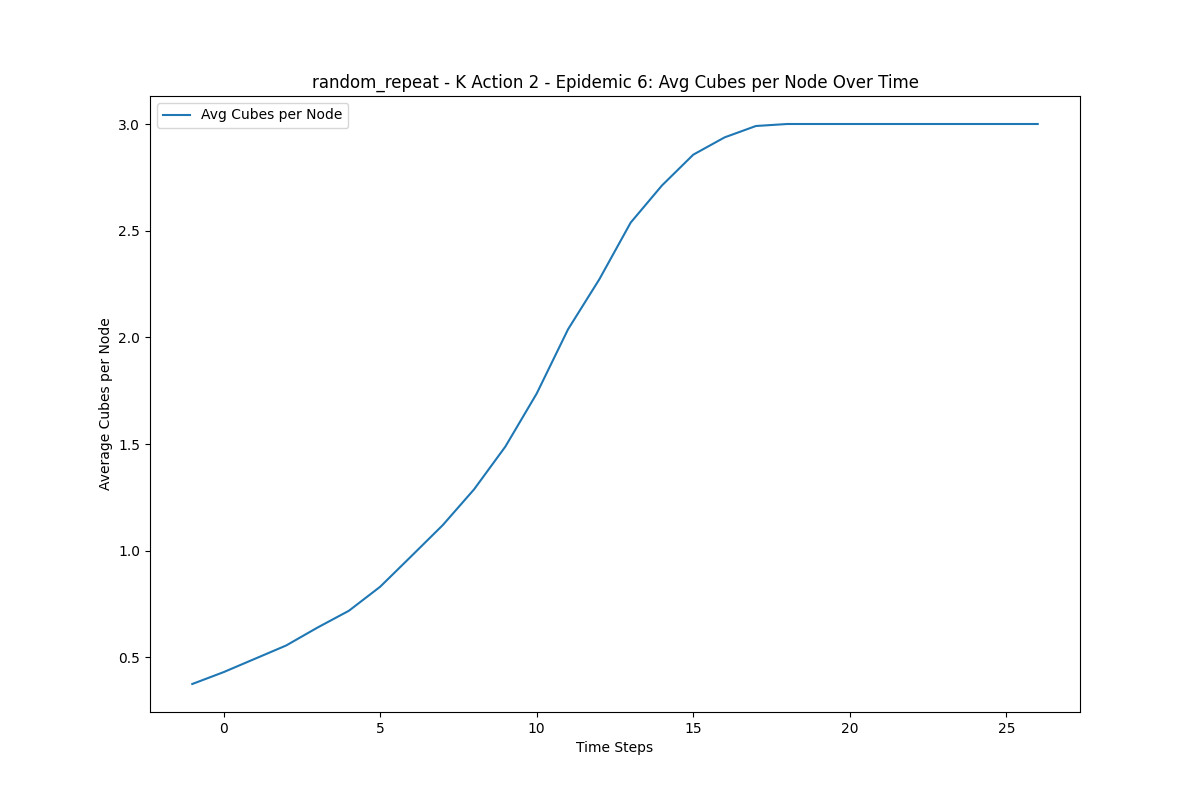 random_repeat - K Action 2 - Epidemic 6: Avg Cubes per Node Over Time
Avg Cubes per Node
3.0
2.5
2.0
1.5
1.0
0.5
Average Cubes per Node
0 5 10 15 20 25
Time Steps